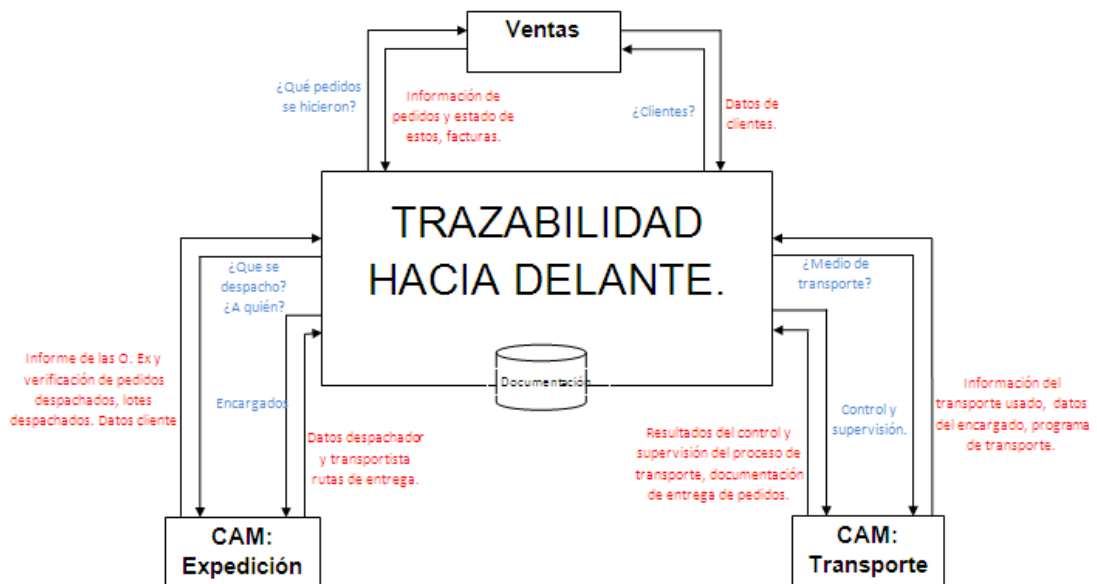 Ventas
¿Qué pedidos
se hicieron?
Información de
pedidos y estado de
estos, facturas.
¿Clientes?
Datos de
clientes.
TRAZABILIDAD
HACIA DELANTE.
¿Que se
despacho?
¿A quién?
¿Medio de
transporte?
Documentación
Informe de las O. Ex y
verificación de pedidos
despachados, lotes
despachados. Datos cliente
Encargados
Datos despachador
y transportista
rutas de entrega.
Resultados del control y
supervisión del proceso de
transporte, documentación
de entrega de pedidos.
Control y
supervisión.
Información del
transporte usado, datos
del encargado, programa
de transporte.
CAM:
Expedición
CAM:
Transporte